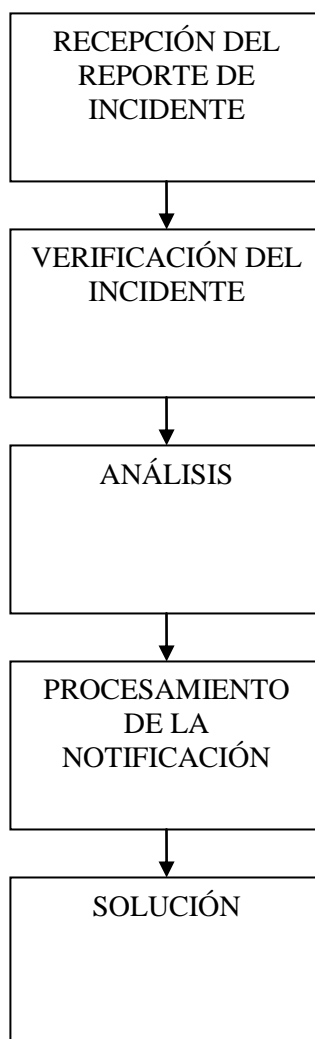 RECEPCIÓN DEL
REPORTE DE
INCIDENTE
VERIFICACIÓN DEL
INCIDENTE
ANÁLISIS
PROCESAMIENTO
DE LA
NOTIFICACIÓN
SOLUCIÓN